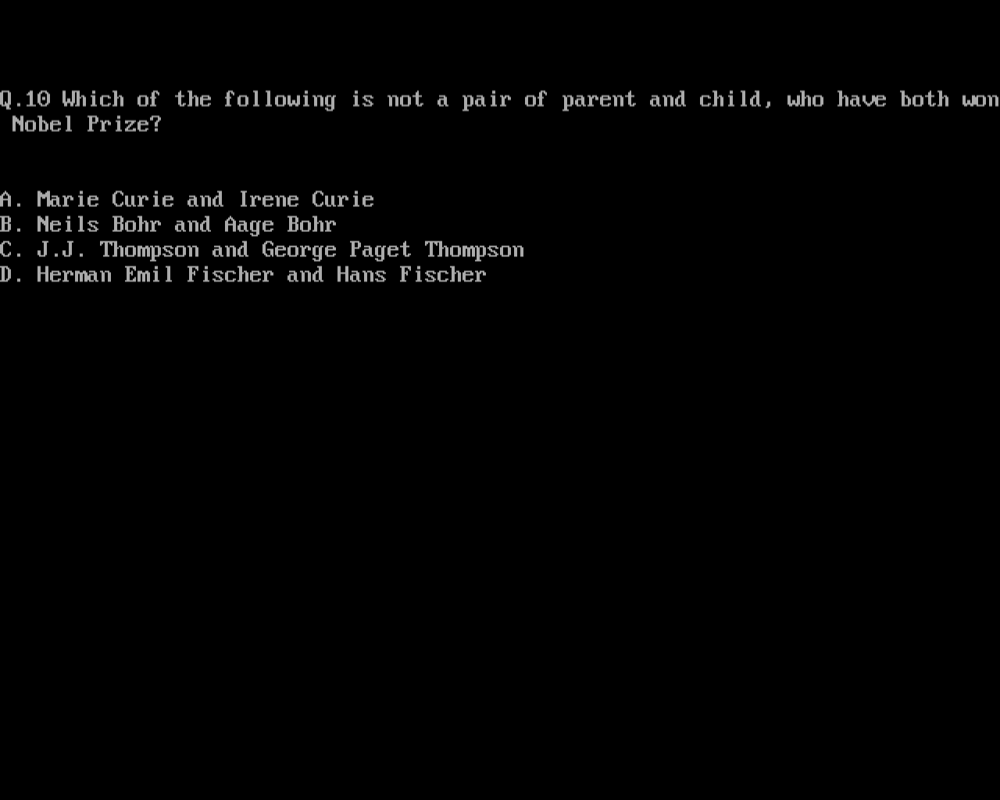 Q.10 Which of the following is not a pair of parent and child, who have both won
Nobel Prize?
A. Marie Curie and Irene Curie
B. Neils Bohr and Aage Bohr
C. J.J. Thompson and George Paget Thompson
D. Herman Emil Fischer and Hans Fischer